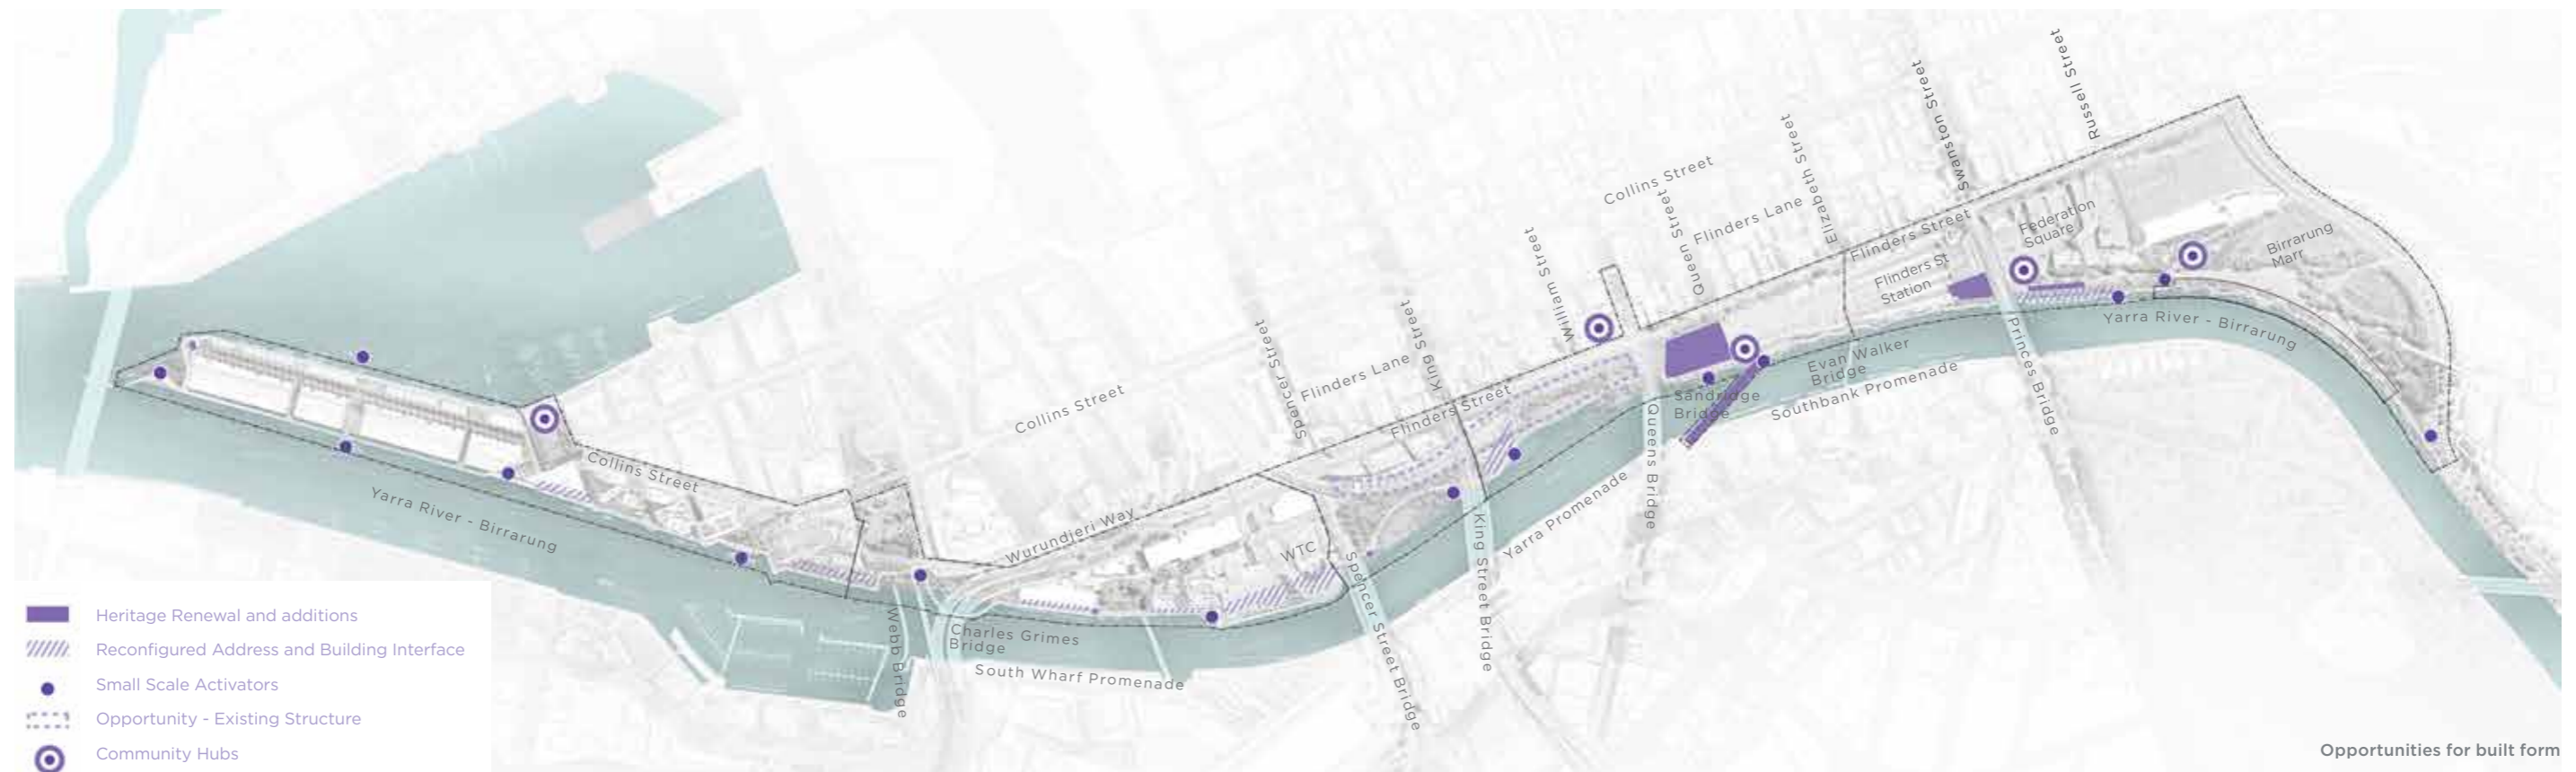 Russell Street
Swanston Street
Elizabeth Street
Collins Street
Queen Street
Flinders Lane
William Street
Flinders Street
Federation
Square
Flinders St
Station
Birrarung
Marr
Yarra River - Birrarung
Princes Bridge
Evan Walker
Bridge
Southbank Promenade
Sandridge
Bridge
Queens Bridge
Yarra Promenade
King Street
Spencer Street
Flinders Lane
Flinders Street
Collins Street
King Street Bridge
Spencer Street Bridge
WTC
Wurundjeri Way
Collins Street
Yarra River - Birrarung
Webb Bridge
Charles Grimes
Bridge
South Wharf Promenade
Heritage Renewal and additions
Reconfigured Address and Building Interface
Small Scale Activators
Opportunity - Existing Structure
Community Hubs
Opportunities for built form